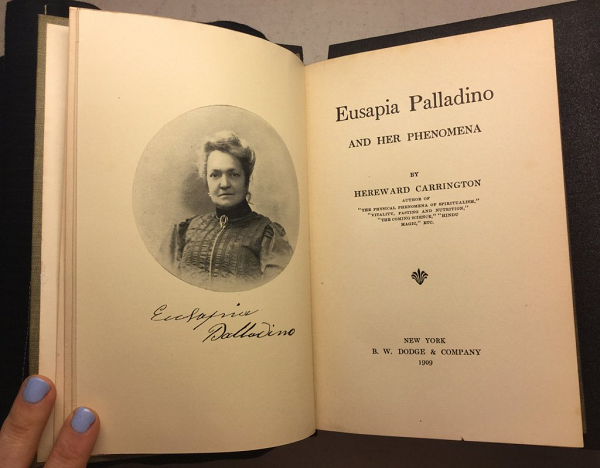 Eusapia
Palladino
Eusapia Palladino
AND HER PHENOMENA
BY
HEREWARD CARRINGTON
AUTHOR OF
"THE PHYSICAL PHENOMENA OF SPIRITUALISM,"
"VITALITY, FASTING AND NUTRITION,"
"THE COMING SCIENCE," "HINDU
MAGIC," ETC.
NEW YORK
B. W. DODGE & COMPANY
1909